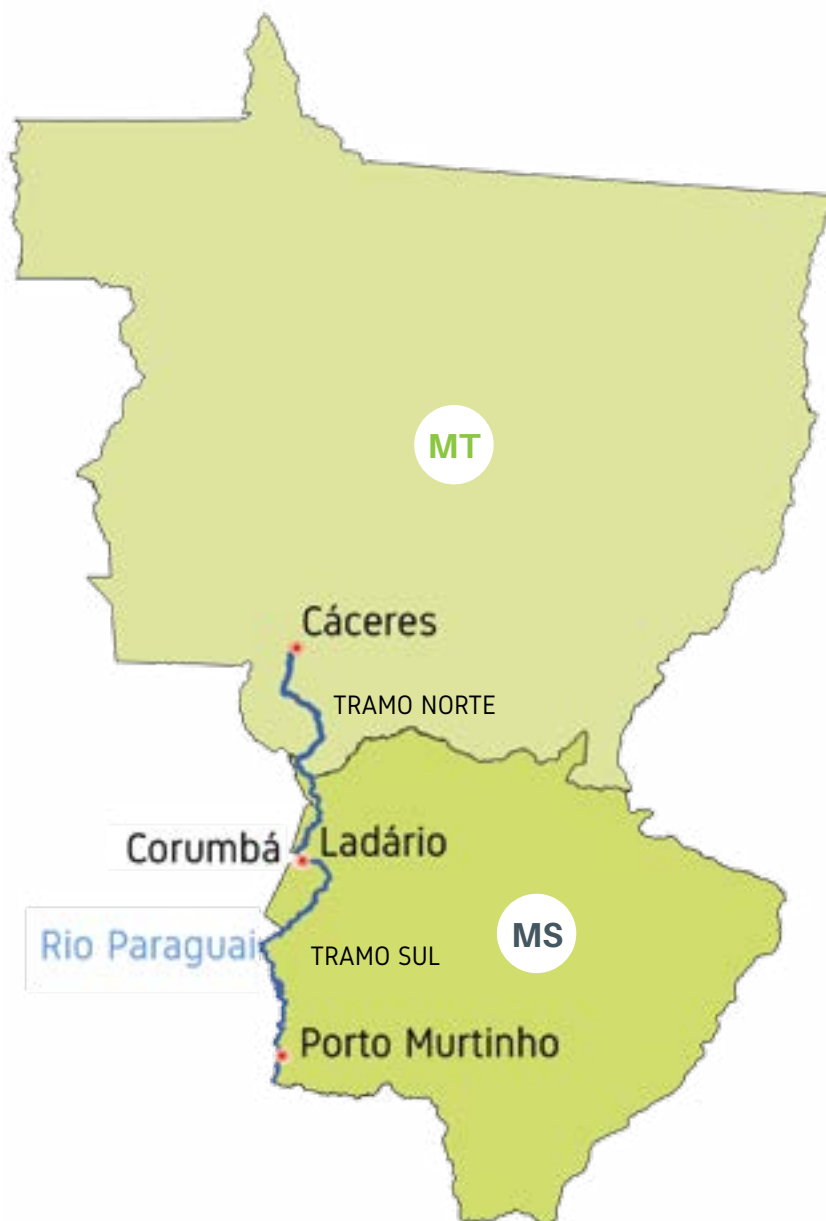 MT
Cáceres
TRAMO NORTE
Corumbá
Ladário
Rio Paraguai
TRAMO SUL
MS
Porto Murtinho